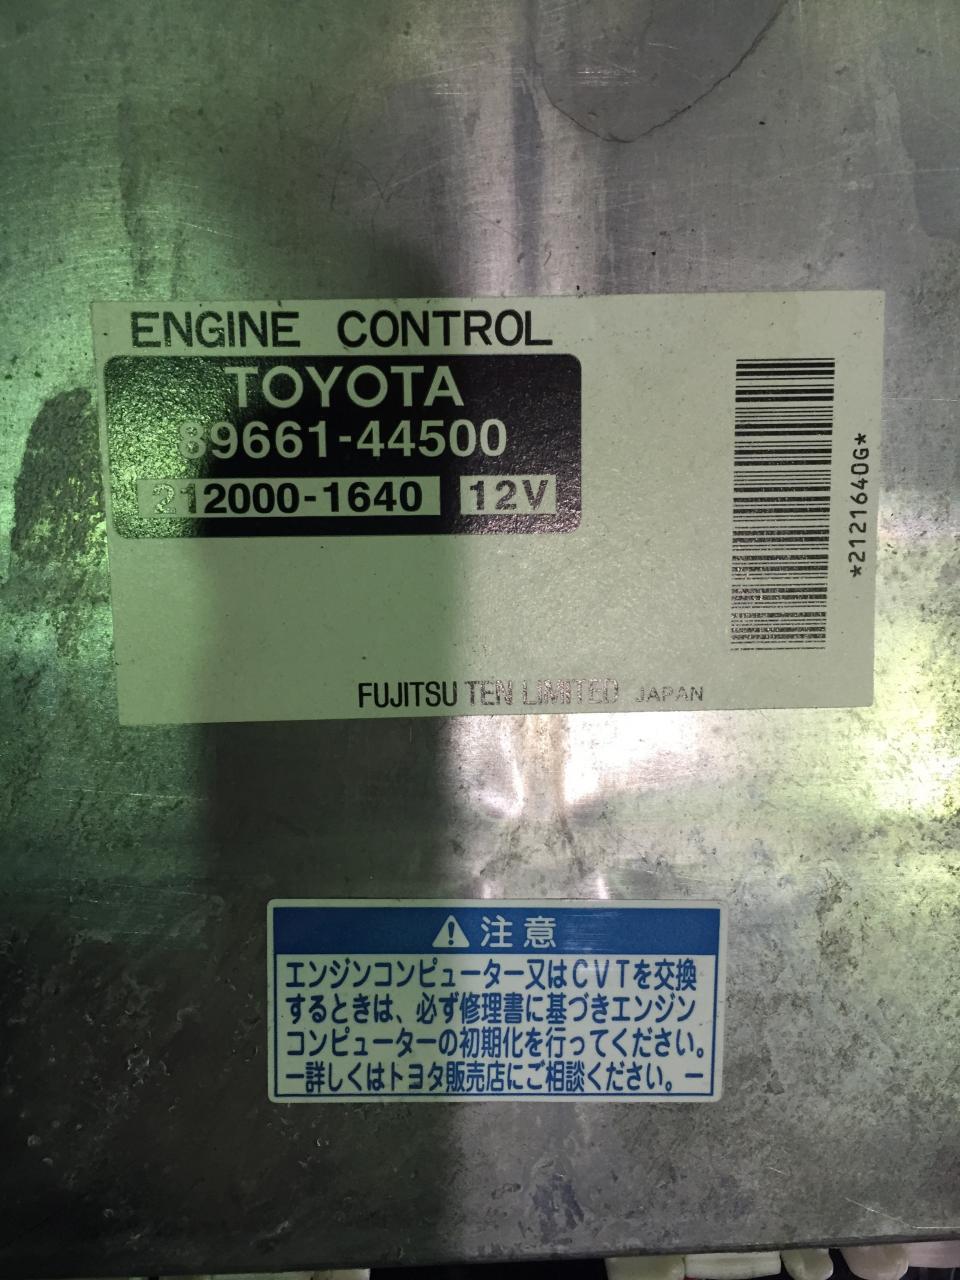 ENGINE CONTROL
TOYOTA
89661-44500
212000-1640 12V
*2121640G*
FUJITSU TEN LIMITED JAPAN
注意
エンジンコンピューター又はCVTを交換
するときは、必ず修理書に基づきエンジン
コンピューターの初期化を行ってください。
ー詳しくはトヨタ販売店にご相談ください。ー